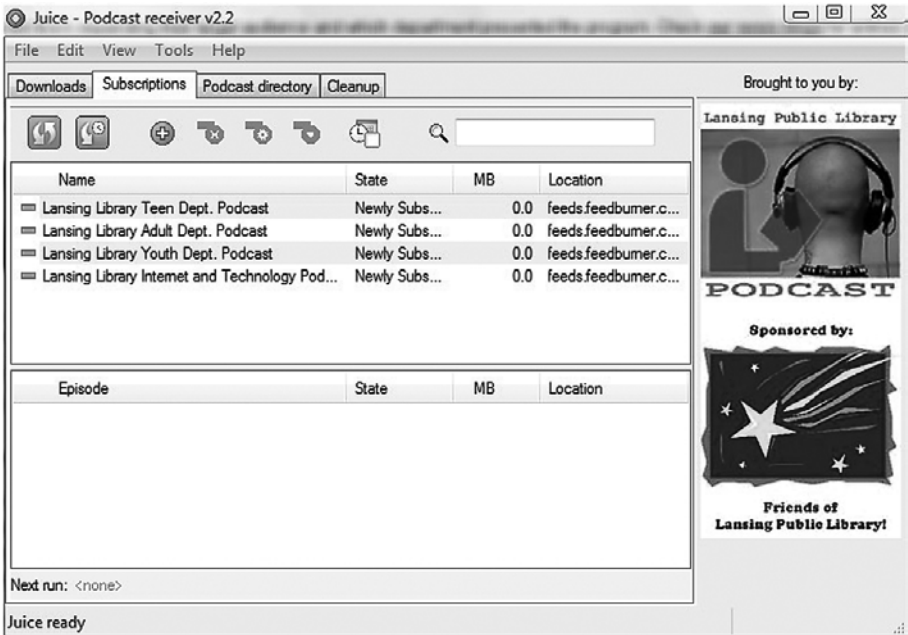 Juice - Podcast receiver v2.2
File Edit View Tools Help
Downloads Subscriptions Podcast directory Cleanup
Name State MB Location
Lansing Library Teen Dept. Podcast Newly Subs... 0.0 feeds.feedburner.c...
Lansing Library Adult Dept. Podcast Newly Subs... 0.0 feeds.feedburner.c...
Lansing Library Youth Dept. Podcast Newly Subs... 0.0 feeds.feedburner.c...
Lansing Library Internet and Technology Pod... Newly Subs... 0.0 feeds.feedburner.c...
Episode State MB Location
Next run: <none>
Juice ready
Brought to you by:
Lansing Public Library
PODCAST
Sponsored by:
Friends of
Lansing Public Library!